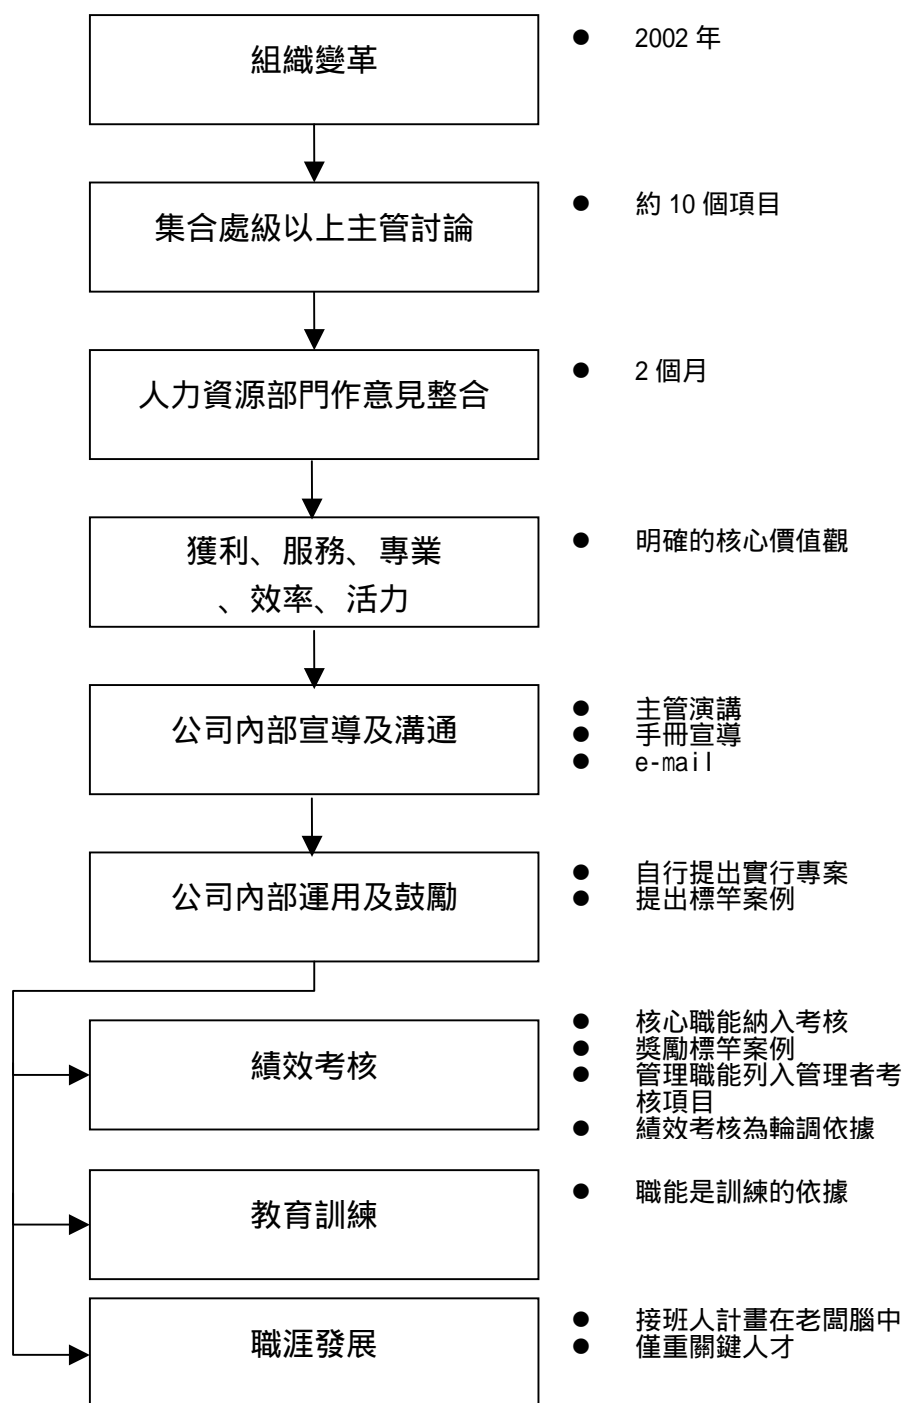 組織變革
● 2002 年
集合處級以上主管討論
● 約 10 個項目
人力資源部門作意見整合
● 2 個月
獲利、服務、專業
、效率、活力
● 明確的核心價值觀
公司內部宣導及溝通
● 主管演講
● 手冊宣導
● e-mail
公司內部運用及鼓勵
● 自行提出實行專案
● 提出標竿案例
績效考核
● 核心職能納入考核
● 獎勵標竿案例
● 管理職能列入管理者考
核項目
● 績效考核為輪調依據
教育訓練
● 職能是訓練的依據
職涯發展
● 接班人計畫在老闆腦中
● 僅重關鍵人才